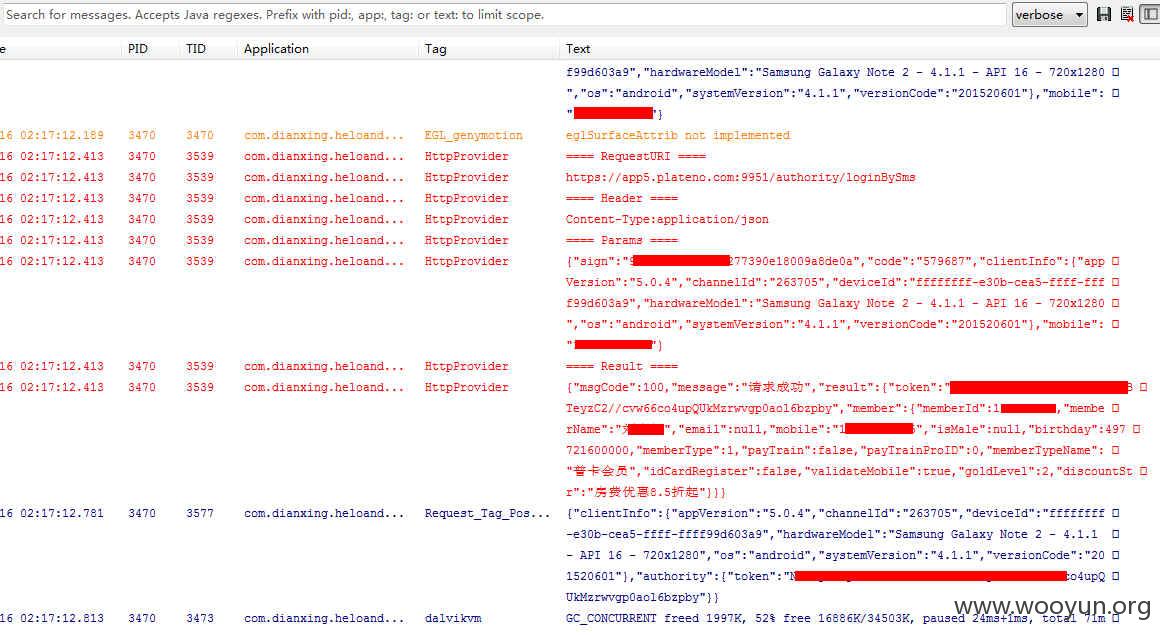 Search for messages. Accepts Java regexes. Prefix with pid:, app:, tag: or text: to limit scope. verbose
e PID TID Application Tag Text
f99d603a9","hardwareModel":"Samsung Galaxy Note 2 - 4.1.1 - API 16 - 720x1280
","os":"android","systemVersion":"4.1.1","versionCode":"201520601"},"mobile":
" "}
16 02:17:12.189 3470 3470 com.dianxing.heloand... EGL_genymotion eglSurfaceAttrib not implemented
16 02:17:12.413 3470 3539 com.dianxing.heloand... HttpProvider ==== RequestURI ====
16 02:17:12.413 3470 3539 com.dianxing.heloand... HttpProvider https://app5.plateno.com:9951/authority/loginBySms
16 02:17:12.413 3470 3539 com.dianxing.heloand... HttpProvider ==== Header ====
16 02:17:12.413 3470 3539 com.dianxing.heloand... HttpProvider Content-Type:application/json
16 02:17:12.413 3470 3539 com.dianxing.heloand... HttpProvider ==== Params ====
16 02:17:12.413 3470 3539 com.dianxing.heloand... HttpProvider {"sign":" 277390e18009a8de0a","code":"579687","clientInfo":{"app
Version":"5.0.4","channelId":"263705","deviceId":"ffffffff-e30b-cea5-ffff-fff
f99d603a9","hardwareModel":"Samsung Galaxy Note 2 - 4.1.1 - API 16 - 720x1280
","os":"android","systemVersion":"4.1.1","versionCode":"201520601"},"mobile":
" "}
16 02:17:12.413 3470 3539 com.dianxing.heloand... HttpProvider ==== Result ====
16 02:17:12.413 3470 3539 com.dianxing.heloand... HttpProvider {"msgCode":100,"message":"请求成功","result":{"token":"
TeyzC2//cvw66co4upQUkMzrwvgp0aol6bzpby","member":{"memberId":1 ,"membe
rName":" ","email":null,"mobile":"1 ","isMale":null,"birthday":497
721600000,"memberType":1,"payTrain":false,"payTrainProID":0,"memberTypeName":
"普卡会员","idCardRegister":false,"validateMobile":true,"goldLevel":2,"discountSt
r":"房费优惠8.5折起"}}}
16 02:17:12.781 3470 3577 com.dianxing.heloand... Request_Tag_Pos... {"clientInfo":{"appVersion":"5.0.4","channelId":"263705","deviceId":"ffffffff
-e30b-cea5-ffff-ffff99d603a9","hardwareModel":"Samsung Galaxy Note 2 - 4.1.1
- API 16 - 720x1280","os":"android","systemVersion":"4.1.1","versionCode":"20
1520601"},"authority":{"token":"N co4upQ
UkMzrwvgp0aol6bzpby"}}
16 02:17:12.813 3470 3473 com.dianxing.heloand... dalvikvm GC_CONCURRENT freed 1997K, 52% free 16886K/34503K, paused 24ms+1ms, total 71m
www.wooyun.org